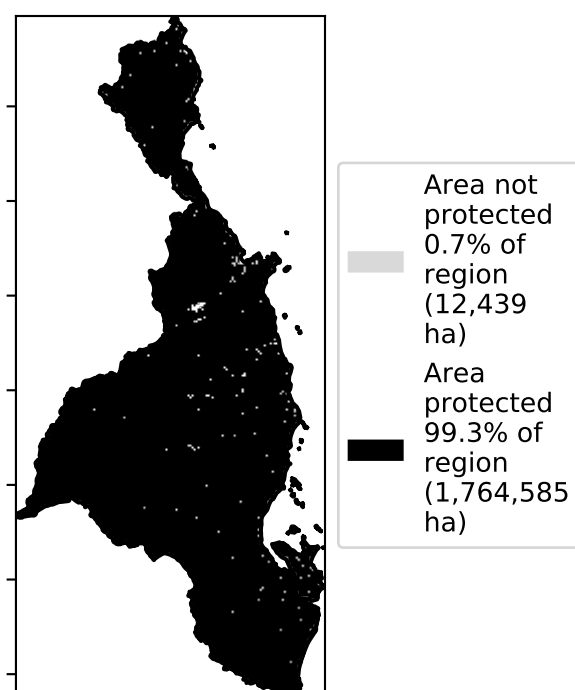 Area not
protected
0.7% of
region
(12,439
ha)
Area
protected
99.3% of
region
(1,764,585
ha)